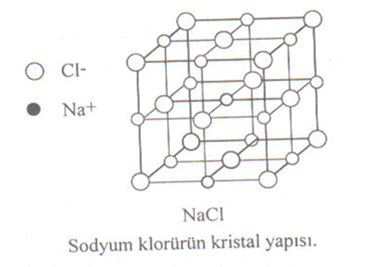 Cl-
Na+
NaCl
Sodyum klorürün kristal yapısı.